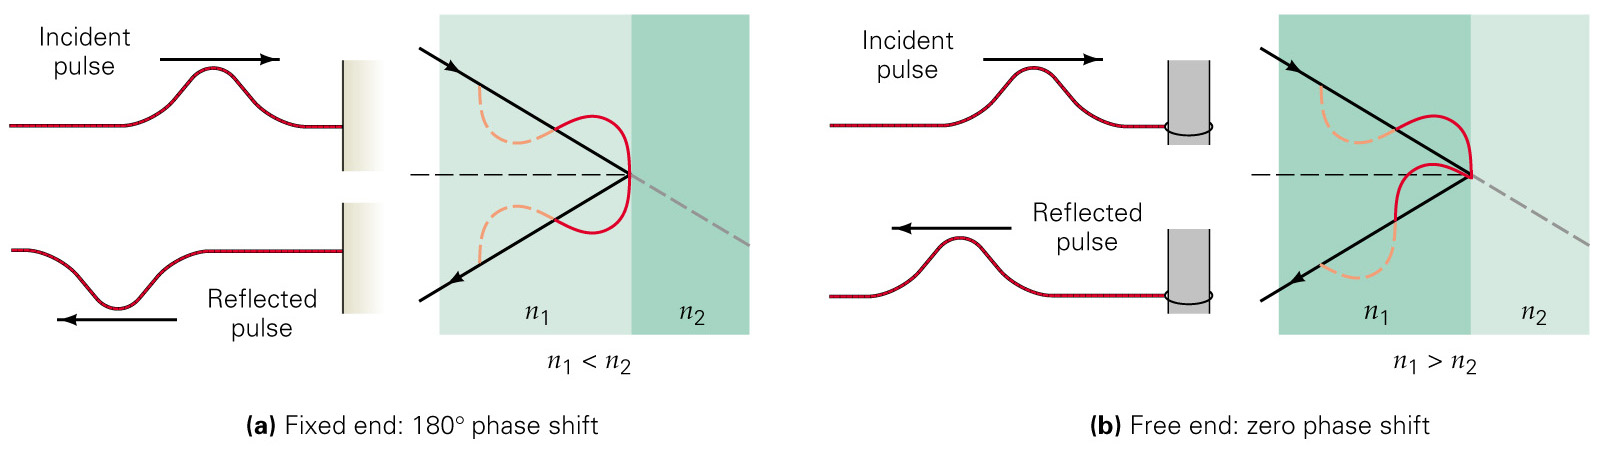 Incident
pulse
Reflected
pulse
n₁
n₂
n₁ < n₂
(a) Fixed end: 180° phase shift
Incident
pulse
Reflected
pulse
n₁
n₂
n₁ > n₂
(b) Free end: zero phase shift